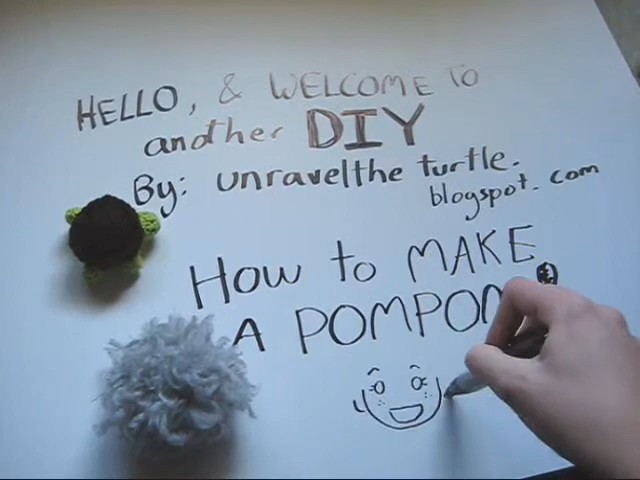 HELLO, & WELCOME TO
another DIY
By: unravelthe turtle.
blogspot.com
HOW to MAKE
A POMPOM